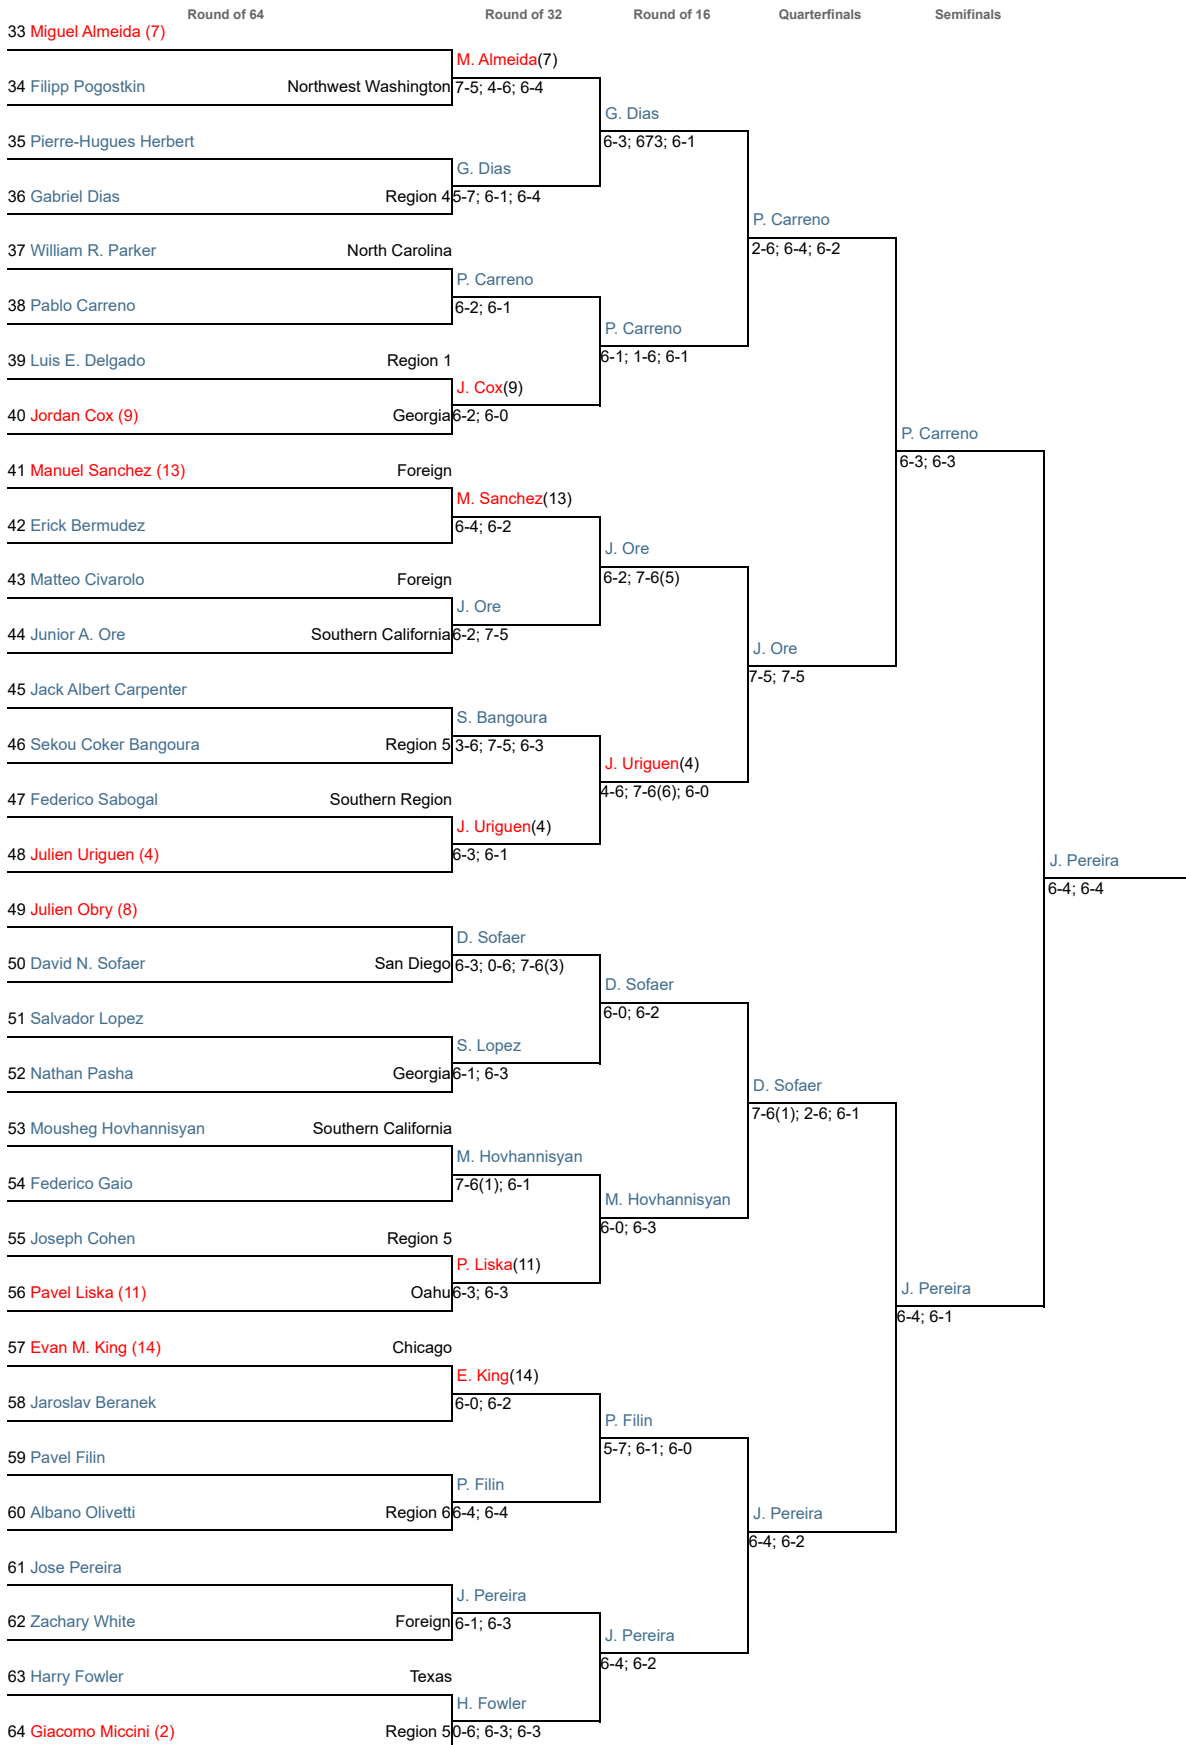 Round of 64 Round of 32 Round of 16 Quarterfinals Semifinals
33 Miguel Almeida (7)
M. Almeida(7)
34 Filipp Pogostkin Northwest Washington 7-5; 4-6; 6-4
G. Dias
35 Pierre-Hugues Herbert 6-3; 673; 6-1
G. Dias
36 Gabriel Dias Region 4 5-7; 6-1; 6-4
P. Carreno
37 William R. Parker North Carolina 2-6; 6-4; 6-2
P. Carreno
38 Pablo Carreno 6-2; 6-1
P. Carreno
39 Luis E. Delgado Region 1 6-1; 1-6; 6-1
J. Cox(9)
40 Jordan Cox (9) Georgia 6-2; 6-0
P. Carreno
41 Manuel Sanchez (13) Foreign 6-3; 6-3
M. Sanchez(13)
42 Erick Bermudez 6-4; 6-2
J. Ore
43 Matteo Civarolo Foreign 6-2; 7-6(5)
J. Ore
44 Junior A. Ore Southern California 6-2; 7-5
J. Ore
45 Jack Albert Carpenter 7-5; 7-5
S. Bangoura
46 Sekou Coker Bangoura Region 5 3-6; 7-5; 6-3
J. Uriguen(4)
47 Federico Sabogal Southern Region 4-6; 7-6(6); 6-0
J. Uriguen(4)
48 Julien Uriguen (4) 6-3; 6-1
J. Pereira
6-4; 6-4
49 Julien Obry (8)
D. Sofaer
50 David N. Sofaer San Diego 6-3; 0-6; 7-6(3)
D. Sofaer
51 Salvador Lopez 6-0; 6-2
S. Lopez
52 Nathan Pasha Georgia 6-1; 6-3
D. Sofaer
53 Mousheg Hovhannisyan Southern California 7-6(1); 2-6; 6-1
M. Hovhannisyan
54 Federico Gaio 7-6(1); 6-1
M. Hovhannisyan
55 Joseph Cohen Region 5 6-0; 6-3
P. Liska(11)
56 Pavel Liska (11) Oahu 6-3; 6-3
J. Pereira
6-4; 6-1
57 Evan M. King (14) Chicago
E. King(14)
58 Jaroslav Beranek 6-0; 6-2
P. Filin
59 Pavel Filin 5-7; 6-1; 6-0
P. Filin
60 Albano Olivetti Region 6 6-4; 6-4
J. Pereira
6-4; 6-2
61 Jose Pereira
J. Pereira
62 Zachary White Foreign 6-1; 6-3
J. Pereira
6-4; 6-2
63 Harry Fowler Texas
H. Fowler
64 Giacomo Miccini (2) Region 5 0-6; 6-3; 6-3